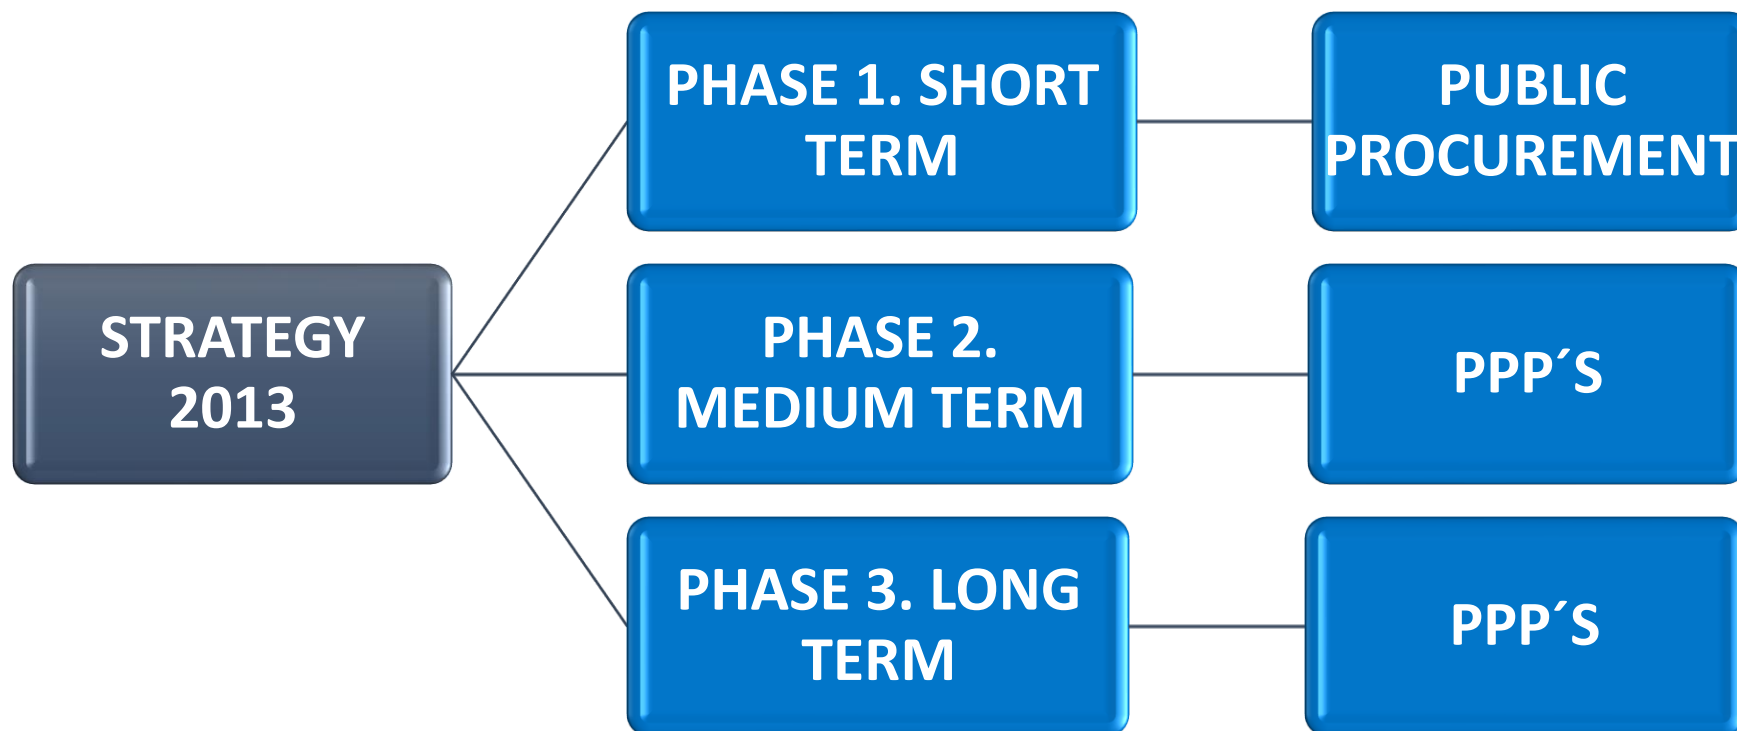 STRATEGY
2013
PHASE 1. SHORT
TERM
PUBLIC
PROCUREMENT
PHASE 2.
MEDIUM TERM
PPP´S
PHASE 3. LONG
TERM
PPP´S